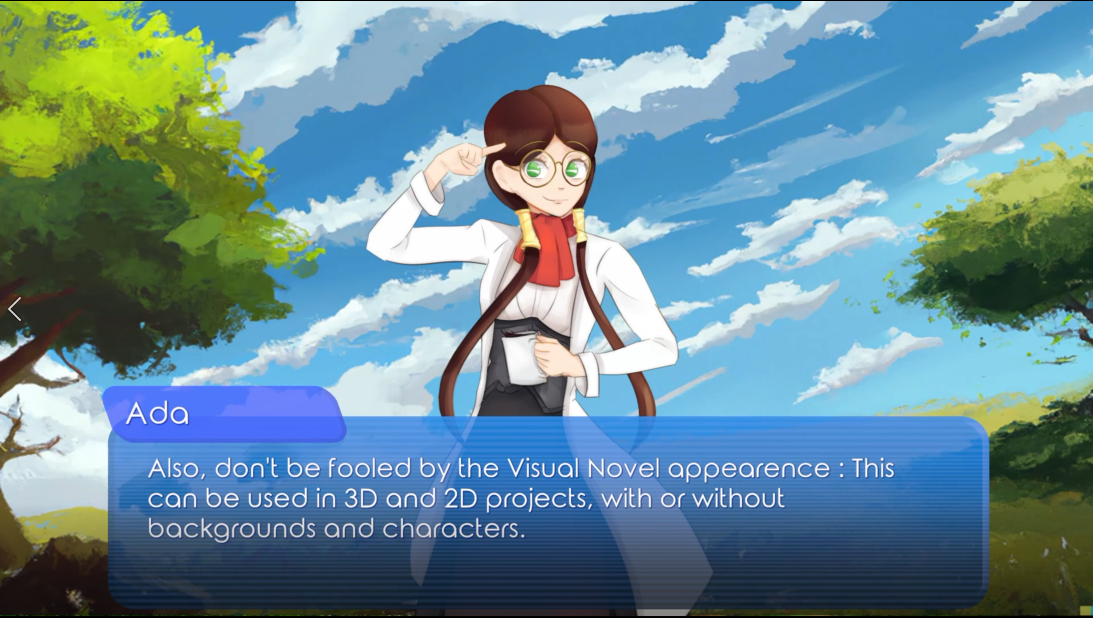 Ada
Also, don't be fooled by the Visual Novel appearence : This
can be used in 3D and 2D projects, with or without
backgrounds and characters.